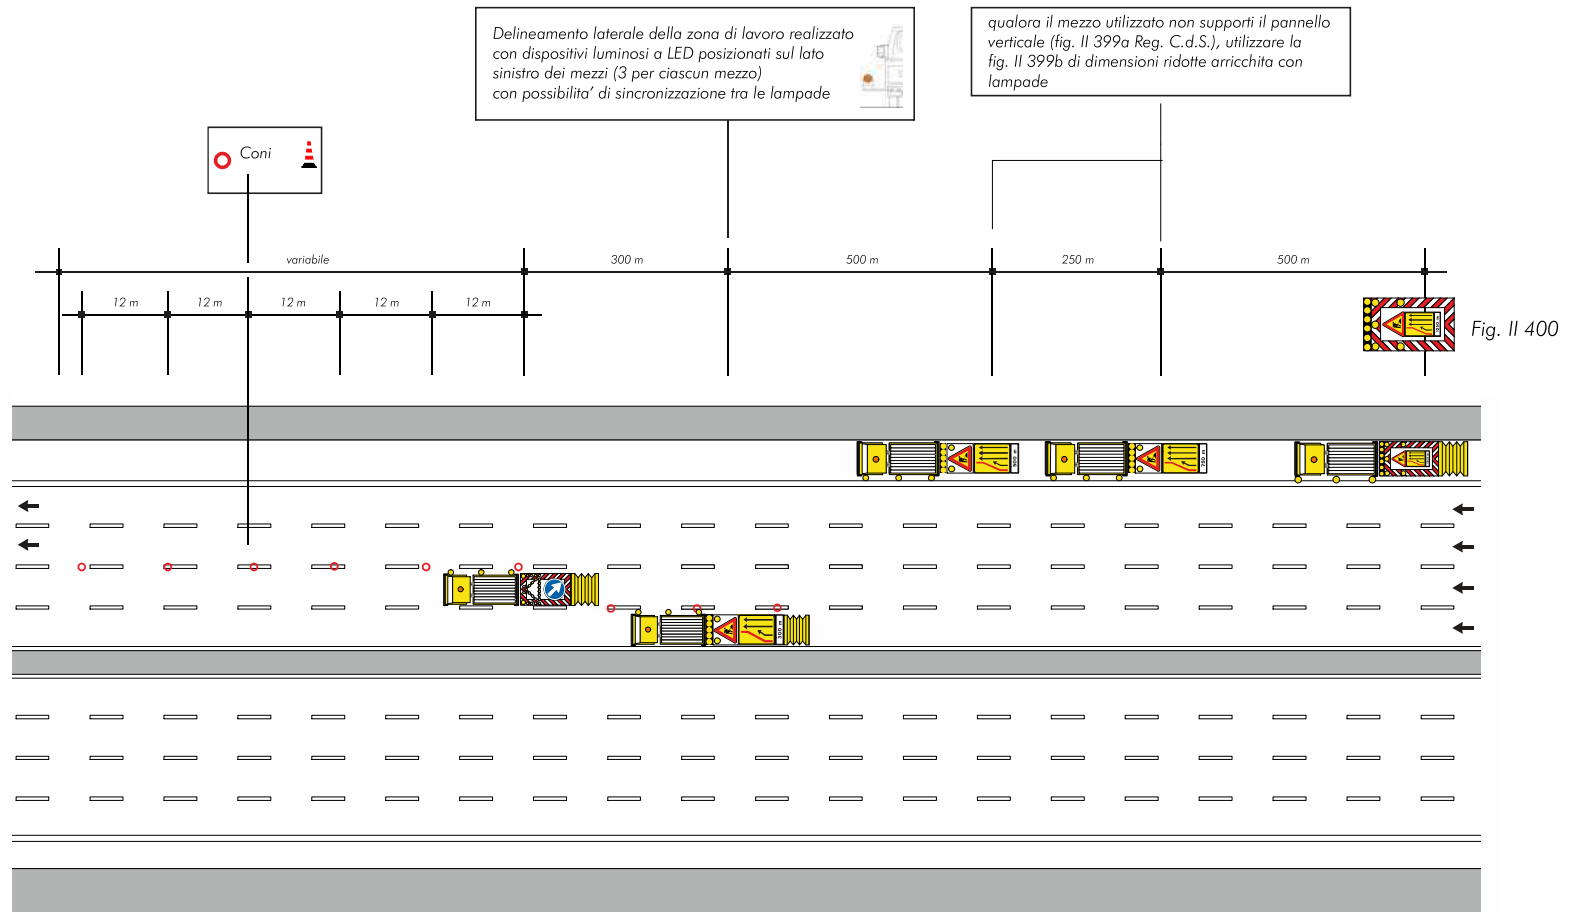 Delineamento laterale della zona di lavoro realizzato
con dispositivi luminosi a LED posizionati sul lato
sinistro dei mezzi (3 per ciascun mezzo)
con possibilita' di sincronizzazione tra le lampade
qualora il mezzo utilizzato non supporti il pannello
verticale (fig. II 399a Reg. C.d.S.), utilizzare la
fig. II 399b di dimensioni ridotte arricchita con
lampade
Coni
variabile
300 m
500 m
250 m
500 m
12 m
12 m
12 m
12 m
12 m
Fig. II 400
750 m
300 m